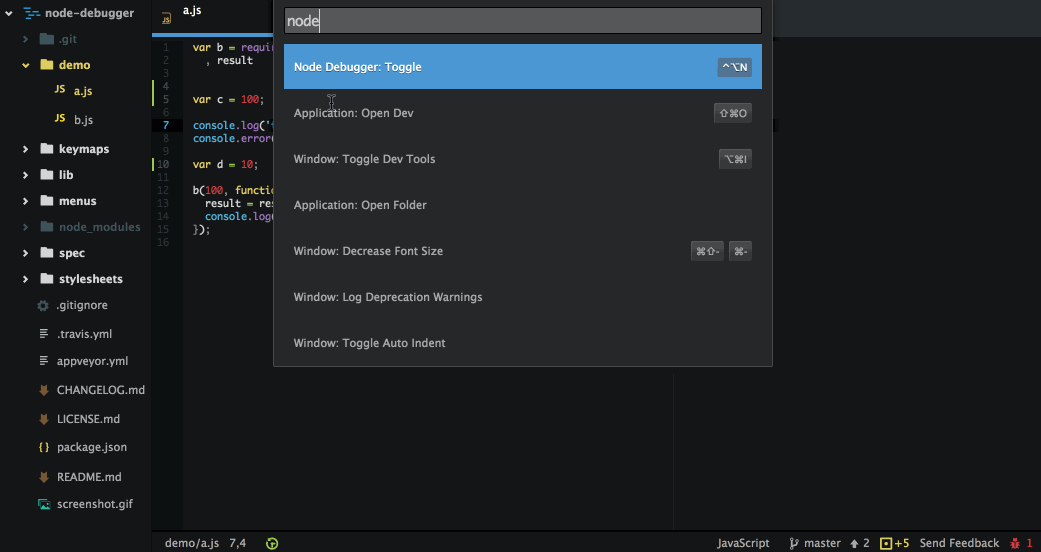 node-debugger
.git
demo
JS a.js
JS b.js
keymaps
lib
menus
node_modules
spec
stylesheets
.gitignore
.travis.yml
appveyor.yml
CHANGELOG.md
LICENSE.md
{} package.json
README.md
screenshot.gif
JS a.js
1 var b =
2 , result
3
4
5 var c = 100;
6
7 console.log(
8 console.error(
9
10 var d = 10;
11
12 b(100,
13 result =
14 console.log
15 });
16
node
Node Debugger: Toggle ^⌥N
Application: Open Dev ⇧⌘O
Window: Toggle Dev Tools ⌥⌘I
Application: Open Folder
Window: Decrease Font Size ⌘⇧- ⌘-
Window: Log Deprecation Warnings
Window: Toggle Auto Indent
demo/a.js 7,4 JavaScript master 2 +5 Send Feedback 1